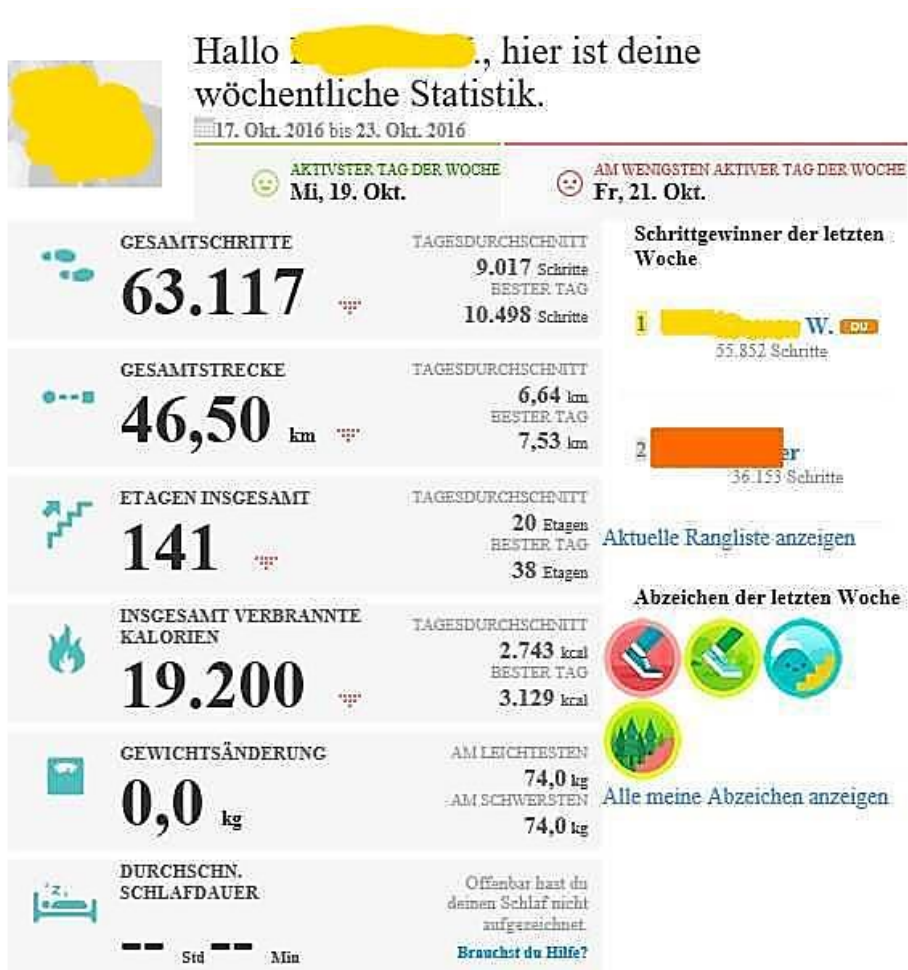 Hallo ., hier ist deine
wöchentliche Statistik.
17. Okt. 2016 bis 23. Okt. 2016
AKTIVSTER TAG DER WOCHE
Mi, 19. Okt.
AM WENIGSTEN AKTIVER TAG DER WOCHE
Fr, 21. Okt.
GESAMTSCHRITTE
63.117
TAGESDURCHSCHNITT
9.017 Schritte
BESTER TAG
10.498 Schritte
GESAMTSTRECKE
46,50 km
TAGESDURCHSCHNITT
6,64 km
BESTER TAG
7,53 km
ETAGEN INSGESAMT
141
TAGESDURCHSCHNITT
20 Etagen
BESTER TAG
38 Etagen
INSGESAMT VERBRANNTE
KALORIEN
19.200
TAGESDURCHSCHNITT
2.743 kcal
BESTER TAG
3.129 kcal
GEWICHTSÄNDERUNG
0,0 kg
AM LEICHTESTEN
74,0 kg
AM SCHWERSTEN
74,0 kg
DURCHSCHN.
SCHLAFDAUER
-- Std -- Min
Offenbar hast du
deinen Schlaf nicht
aufgezeichnet.
Brauchst du Hilfe?
Schrittgewinner der letzten
Woche
1 W. DU
55.852 Schritte
2 er
36.153 Schritte
Aktuelle Rangliste anzeigen
Abzeichen der letzten Woche
Alle meine Abzeichen anzeigen